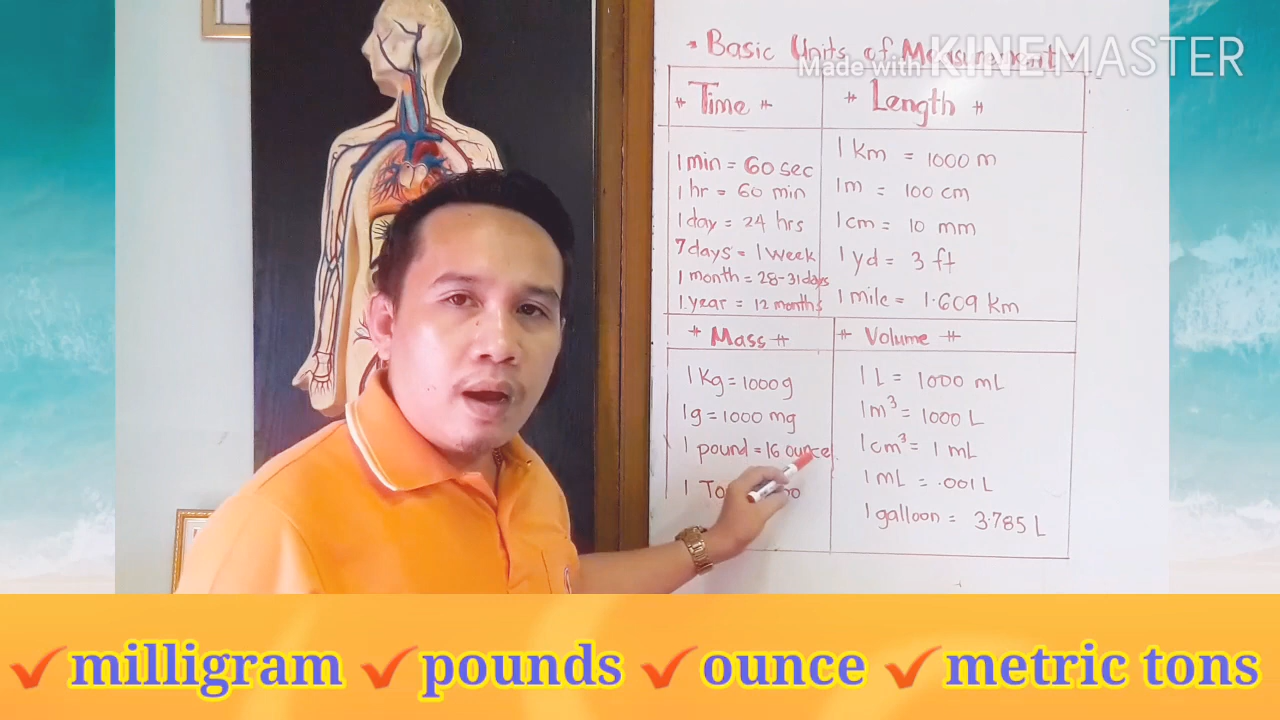 * Basic Units of Measurement
Made with KINEMASTER
# Time #
1 min = 60 sec
1 hr = 60 min
1 day = 24 hrs
7 days = 1 week
1 month = 28-31 days
1 year = 12 months
# Length #
1 km = 1000 m
1m = 100 cm
1 cm = 10 mm
1 yd = 3 ft
1 mile = 1.609 km
# Mass #
1 Kg = 1000 g
1g = 1000 mg
1 pound = 16 ounce
1
# Volume #
1 L = 1000 mL
1 m³ = 1000 L
1 cm³ = 1 mL
1 mL = .001 L
1 galloon = 3.785 L
✓milligram ✓pounds ✓ounce ✓metric tons